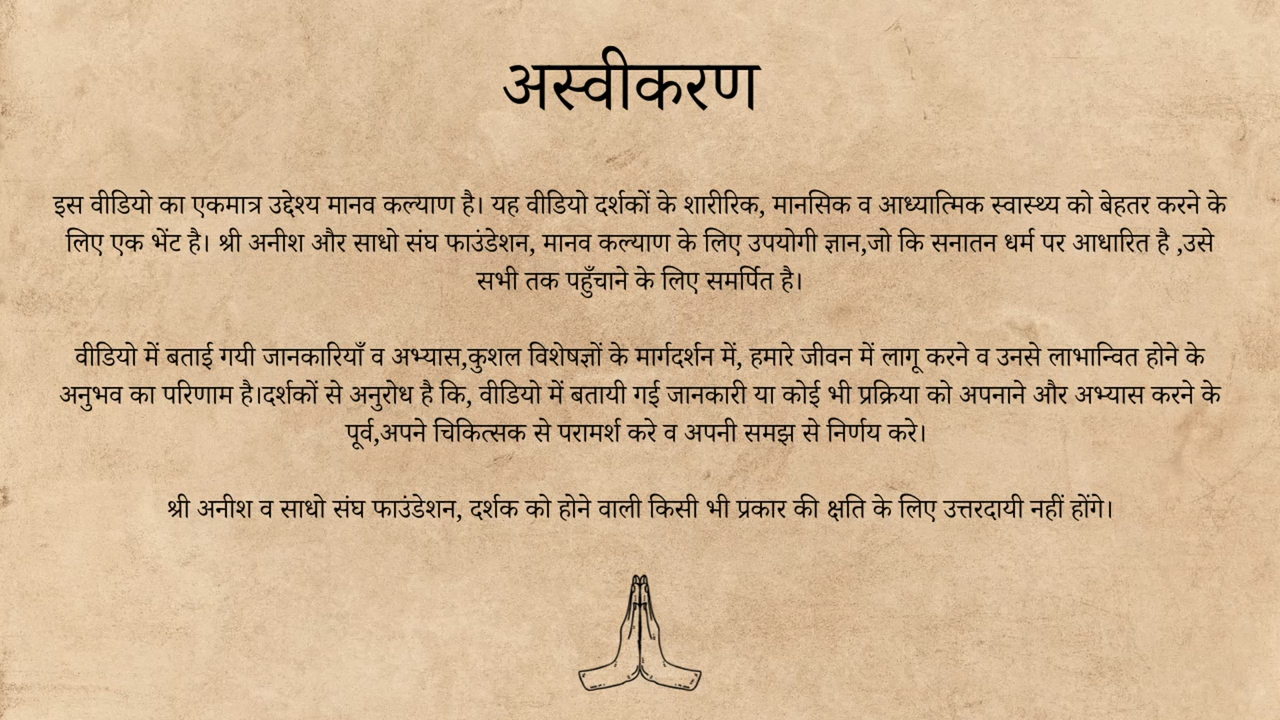 अस्वीकरण
इस वीडियो का एकमात्र उद्देश्य मानव कल्याण है। यह वीडियो दर्शकों के शारीरिक, मानसिक व आध्यात्मिक स्वास्थ्य को बेहतर करने के
लिए एक भेंट है। श्री अनीश और साधो संघ फाउंडेशन, मानव कल्याण के लिए उपयोगी ज्ञान,जो कि सनातन धर्म पर आधारित है ,उसे
सभी तक पहुँचाने के लिए समर्पित है।
वीडियो में बताई गयी जानकारियाँ व अभ्यास,कुशल विशेषज्ञों के मार्गदर्शन में, हमारे जीवन में लागू करने व उनसे लाभान्वित होने के
अनुभव का परिणाम है।दर्शकों से अनुरोध है कि, वीडियो में बतायी गई जानकारी या कोई भी प्रक्रिया को अपनाने और अभ्यास करने के
पूर्व,अपने चिकित्सक से परामर्श करे व अपनी समझ से निर्णय करे।
श्री अनीश व साधो संघ फाउंडेशन, दर्शक को होने वाली किसी भी प्रकार की क्षति के लिए उत्तरदायी नहीं होंगे।